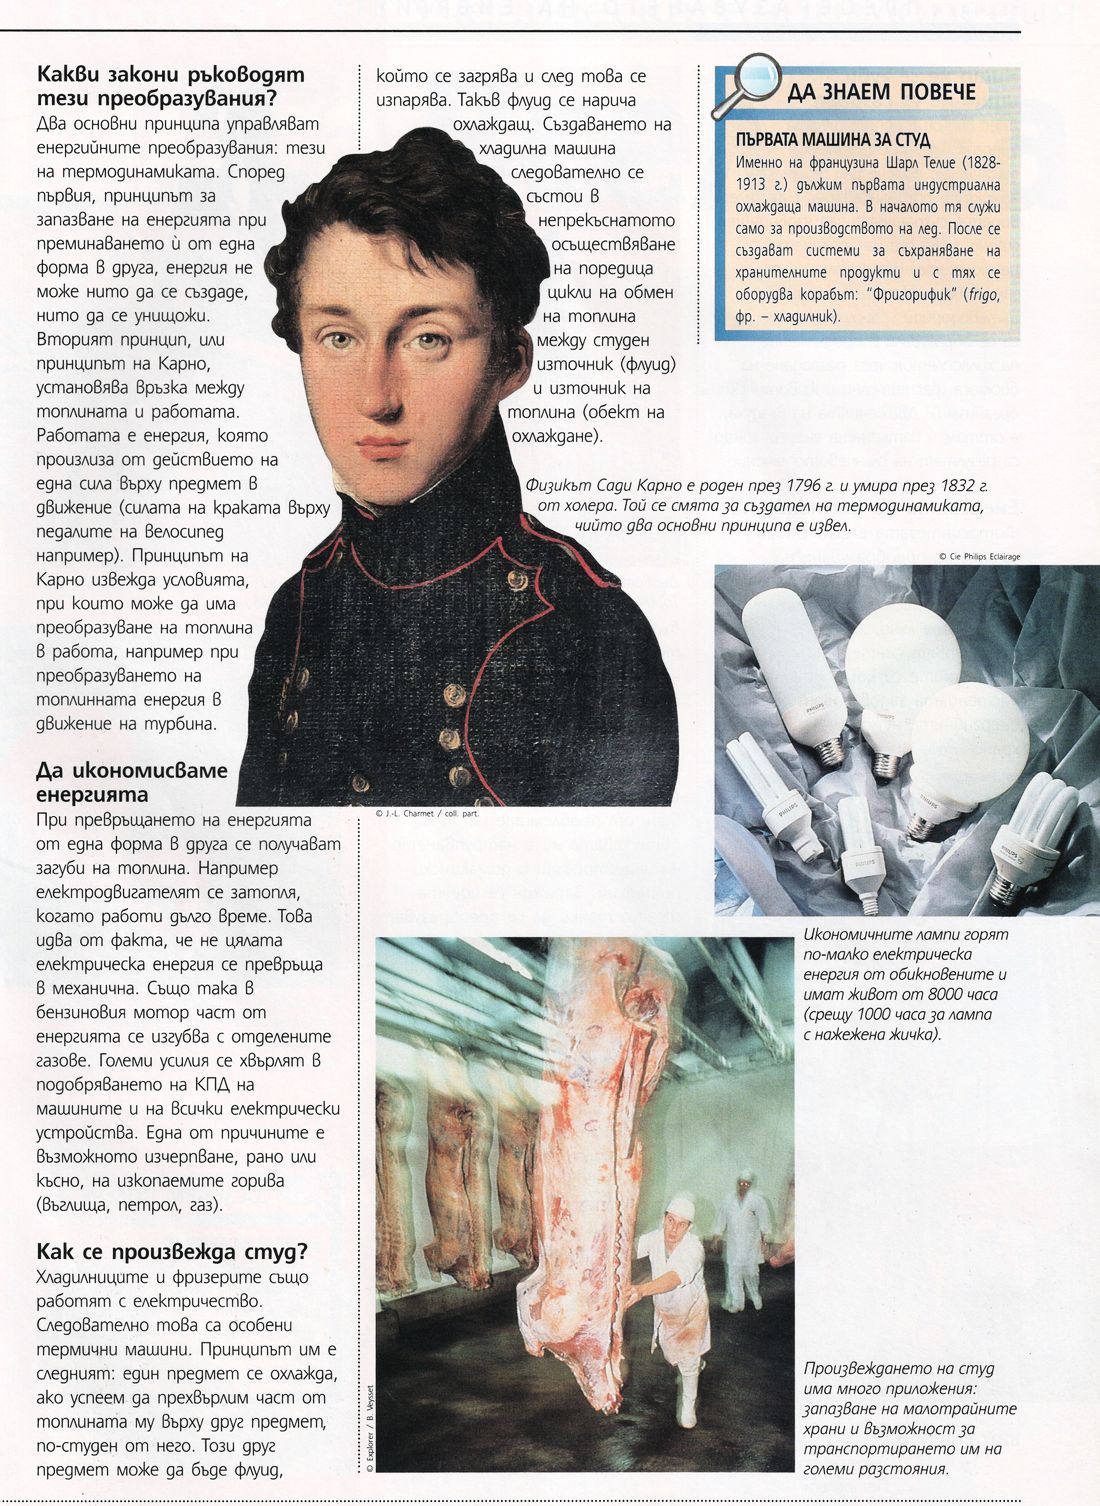 Какви закони ръководят
тези преобразувания?
Два основни принципа управляват
енергийните преобразувания: тези
на термодинамиката. Според
първия, принципът за
запазване на енергията при
преминаването ѝ от една
форма в друга, енергия не
може нито да се създаде,
нито да се унищожи.
Вторият принцип, или
принципът на Карно,
установява връзка между
топлината и работата.
Работата е енергия, която
произлиза от действието на
една сила върху предмет в
движение (силата на краката върху
педалите на велосипед
например). Принципът на
Карно извежда условията,
при които може да има
преобразуване на топлина
в работа, например при
преобразуването на
топлинната енергия в
движение на турбина.
Да икономисваме
енергията
При превръщането на енергията
от една форма в друга се получават
загуби на топлина. Например
електродвигателят се затопля,
когато работи дълго време. Това
идва от факта, че не цялата
електрическа енергия се превръща
в механична. Също така в
бензиновия мотор част от
енергията се изгубва с отделените
газове. Големи усилия се хвърлят в
подобряването на КПД на
машините и на всички електрически
устройства. Една от причините е
възможното изчерпване, рано или
късно, на изкопаемите горива
(въглища, петрол, газ).
Как се произвежда студ?
Хладилниците и фризерите също
работят с електричество.
Следователно това са особени
термични машини. Принципът им е
следният: един предмет се охлажда,
ако успеем да прехвърлим част от
топлината му върху друг предмет,
по-студен от него. Този друг
предмет може да бъде флуид,
който се загрява и след това се
изпарява. Такъв флуид се нарича
охлаждащ. Създаването на
хладилна машина
следователно се
състои в
непрекъснатото
осъществяване
на поредица
цикли на обмен
на топлина
между студен
източник (флуид)
и източник на
топлина (обект на
охлаждане).
Физикът Сади Карно е роден през 1796 г. и умира през 1832 г.
от холера. Той се смята за създател на термодинамиката,
чийто два основни принципа е извел.
© J.-L. Charmet / coll. part.
ДА ЗНАЕМ ПОВЕЧЕ
ПЪРВАТА МАШИНА ЗА СТУД
Именно на французина Шарл Телие (1828-
1913 г.) дължим първата индустриална
охлаждаща машина. В началото тя служи
само за производството на лед. После се
създават системи за съхраняване на
хранителните продукти и с тях се
оборудва корабът: "Фригорифик" (frigo,
фр. – хладилник).
© Cie Philips Eclairage
PHILIPS
PHILIPS
PHILIPS
PHILIPS
PHILIPS
PHILIPS
Икономичните лампи горят
по-малко електрическа
енергия от обикновените и
имат живот от 8000 часа
(срещу 1000 часа за лампа
с нажежена жичка).
© Explorer / B. Veysset
Произвеждането на студ
има много приложения:
запазване на малотрайните
храни и възможност за
транспортирането им на
големи разстояния.